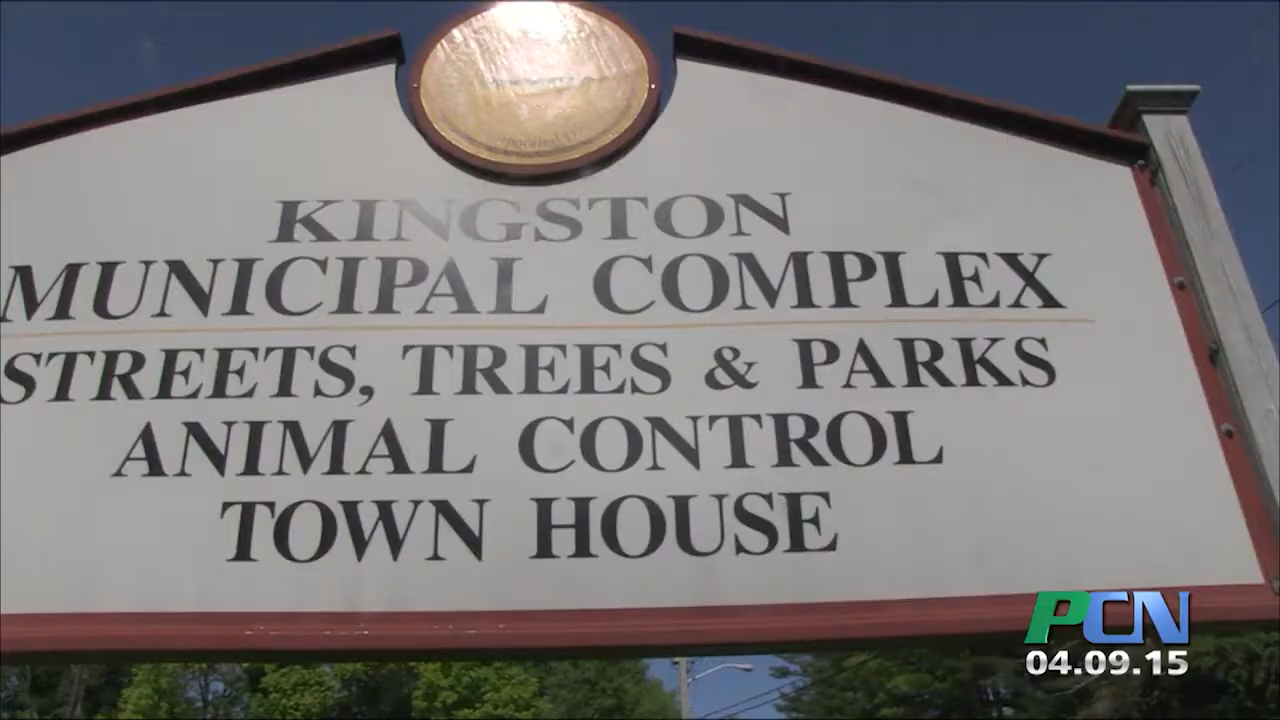 KINGSTON
MUNICIPAL COMPLEX
STREETS, TREES & PARKS
ANIMAL CONTROL
TOWN HOUSE
PCN
04.09.15